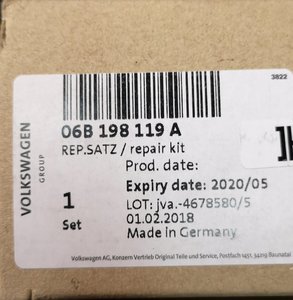 3822
VOLKSWAGEN
GROUP
06B 198 119 A
REP.SATZ / repair kit
Prod. date:
Expiry date: 2020/05
1
Set
LOT: jva.-4678580/5
01.02.2018
Made in Germany
Volkswagen AG, Konzern Vertrieb Original Teile und Service, Postfach 1451, 34219 Baunatal